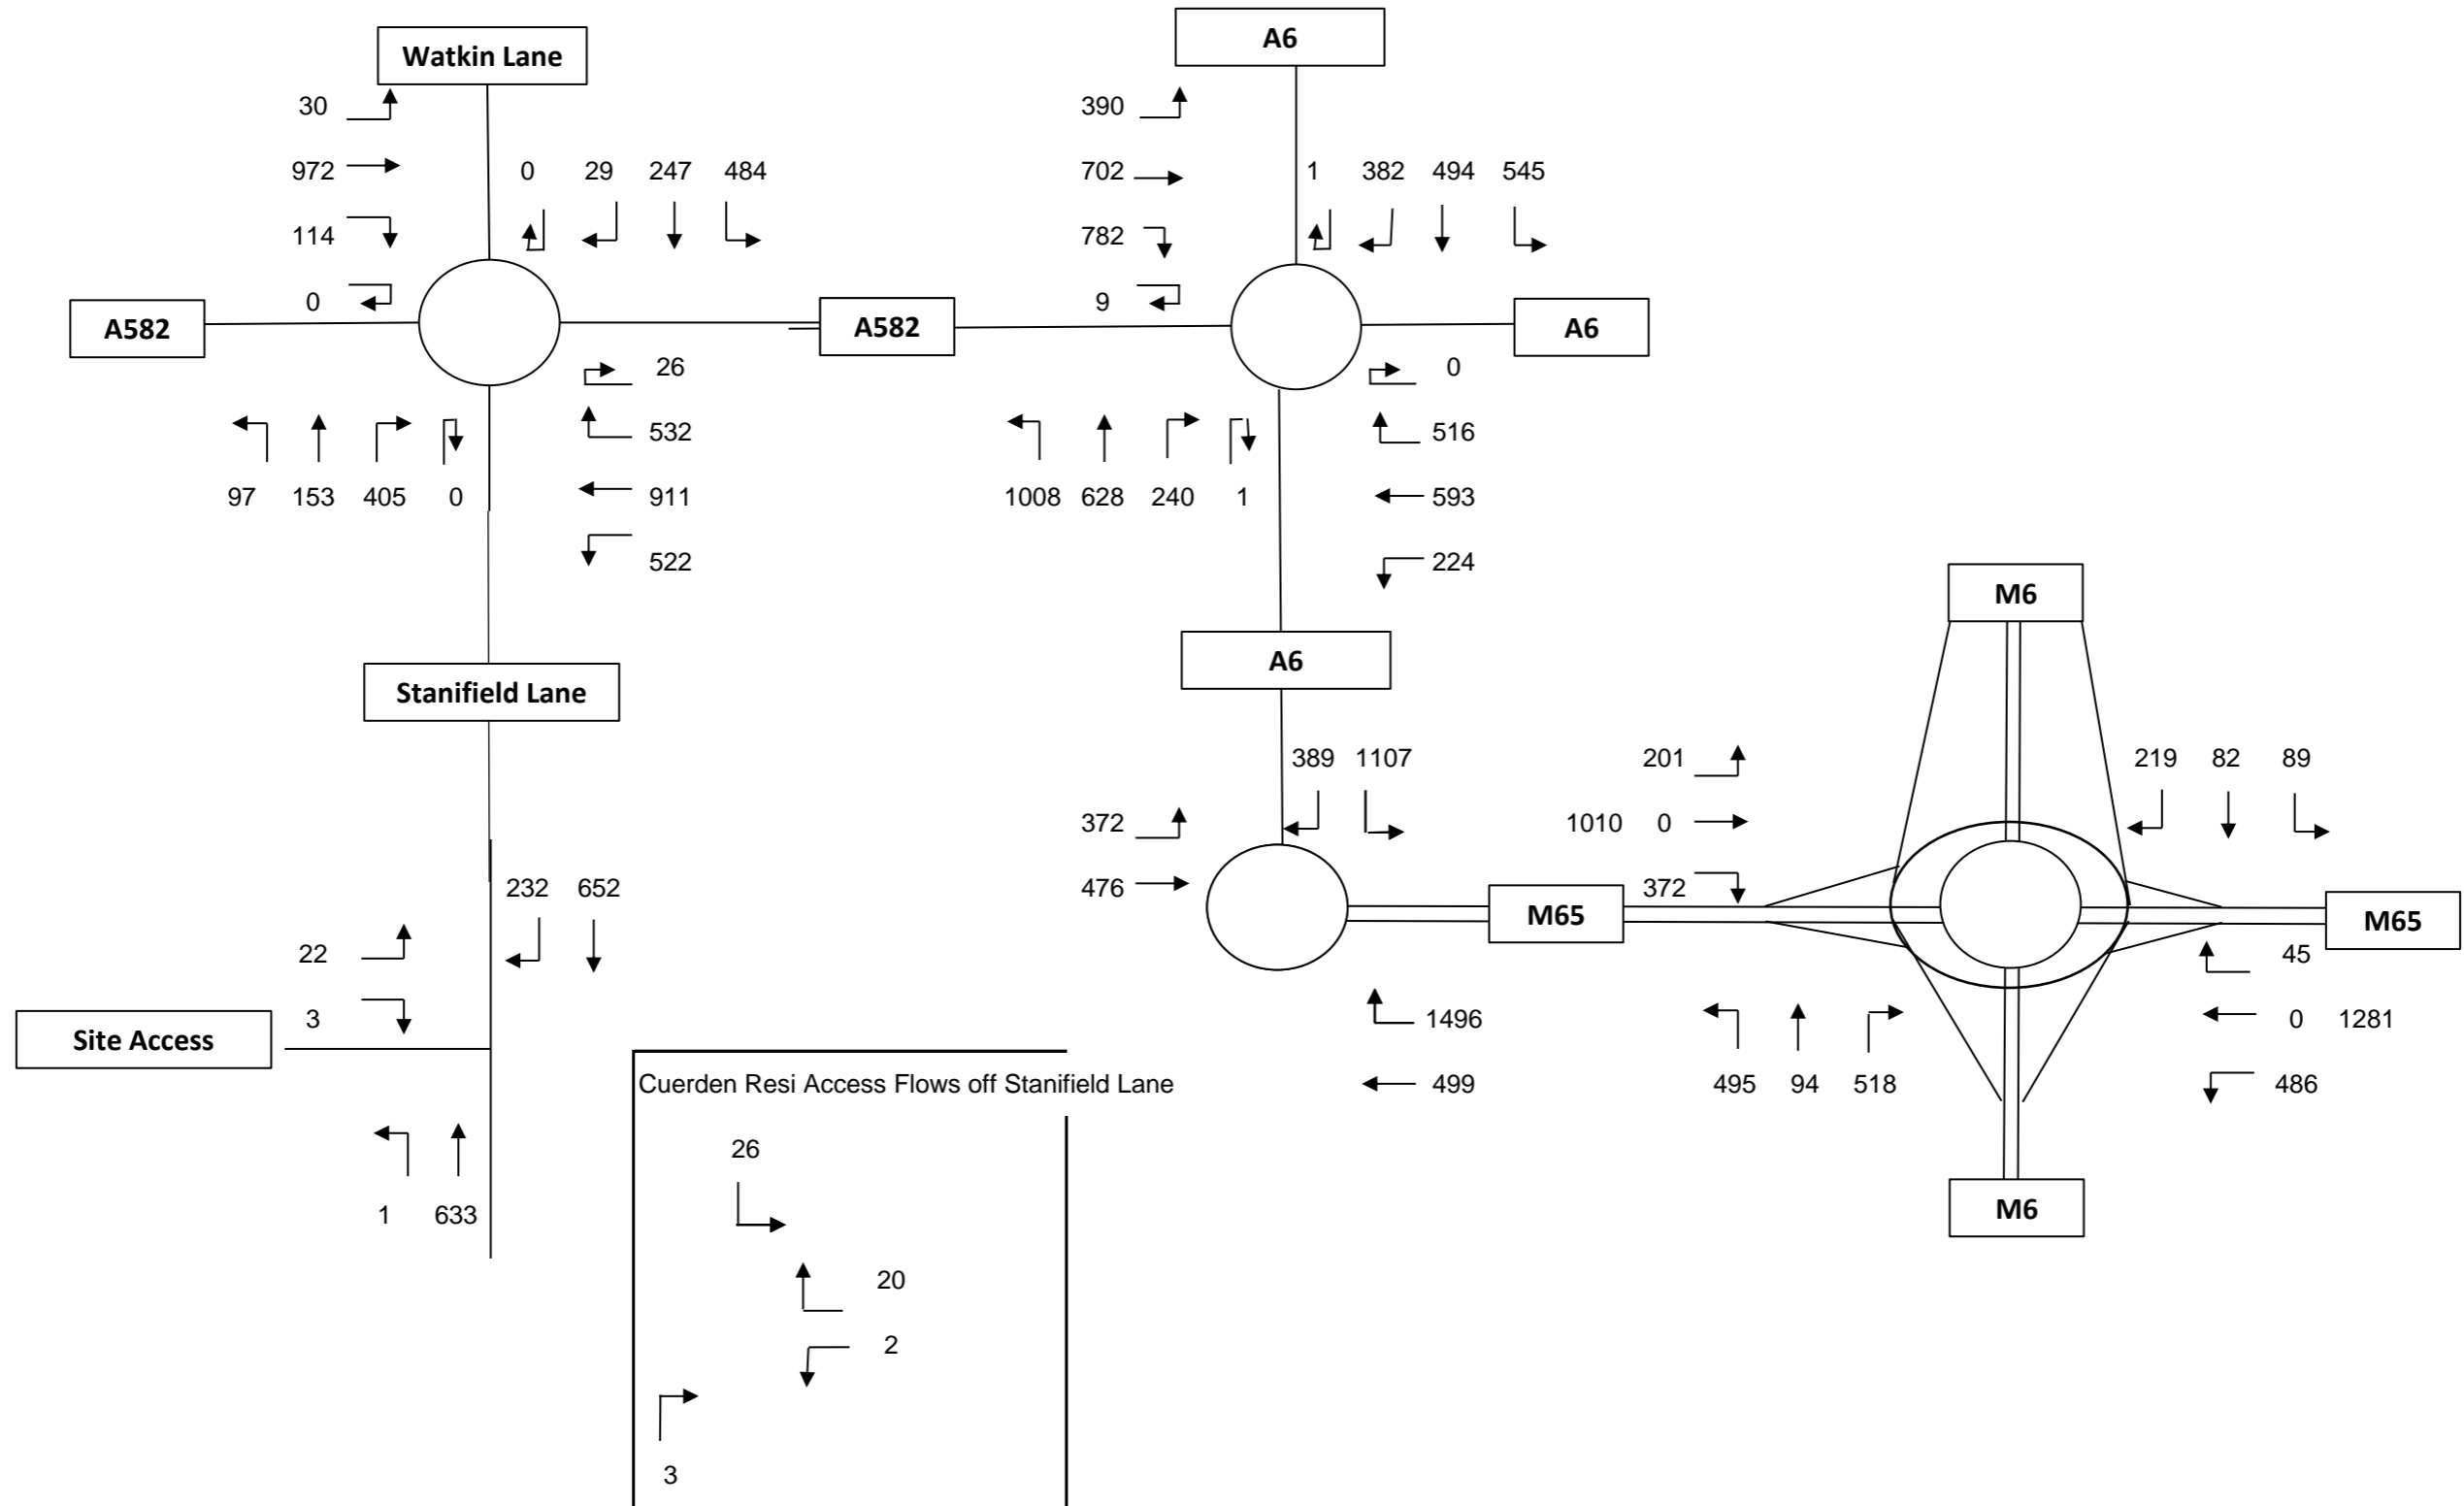 Watkin Lane
A6
30
390
972
0 29 247 484
702
1 382 494 545
114
782
0
9
A582
A582
A6
26
0
532
516
97 153 405 0
911
1008 628 240 1
593
522
224
M6
A6
Stanifield Lane
389 1107
201
219 82 89
372
1010 0
232 652
476
372
M65
M65
22
45
3
1496
0 1281
Site Access
Cuerden Resi Access Flows off Stanifield Lane
499
495 94 518
486
26
1 633
M6
20
2
3